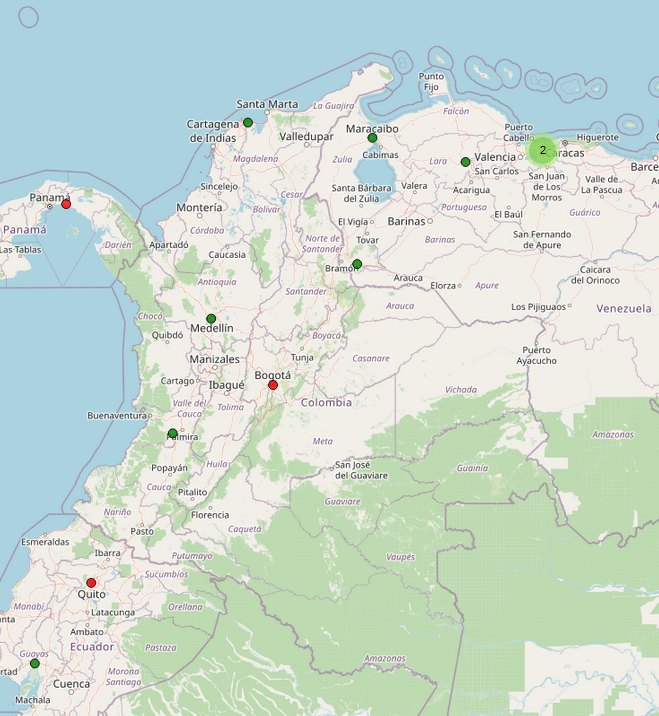 Punto
Fijo
Santa Marta
La Guajira
Falcón
Cartagena
de Indias
Maracaibo
Puerto
Higuerote
Valledupar
Cabimas
Lara
Valencia
2
Zulia
San Carlos
Magdalena
San Juan
de Los
Morros
Valle de
La Pascua
Sincelejo
Cesar
Santa Bárbara
del Zulia
Valera
Acarigua
Panamá
Montería
Bolívar
Portuguesa
El Vigía
Barinas
El Baúl
Guárico
Panamá
Córdoba
Norte de
Santander
Tovar
Barinas
San Fernando
de Apure
Las Tablas
Darién
Apartadó
Caucasia
Bramón
Arauca
Elorza
Apure
Caicara
del Orinoco
Antioquia
Santander
Arauca
Los Pijiguaos
Venezuela
Chocó
Medellín
Quibdó
Boyacá
Puerto
Ayacucho
Manizales
Tunja
Casanare
Cartago
Ibagué
Bogotá
Vichada
Valle del
Cauca
Tolima
Colombia
Buenaventura
Amazonas
Meta
Popayán
Huila
San José
del Guaviare
Guainía
Cauca
Pitalito
Guaviare
Nariño
Florencia
Pasto
Caquetá
Esmeraldas
Ibarra
Putumayo
Vaupés
Sucumbíos
Quito
Manabí
Latacunga
Orellana
Ambato
Ecuador
Pastaza
Guayas
Amazonas
Cuenca
Morona
Santiago
Machala